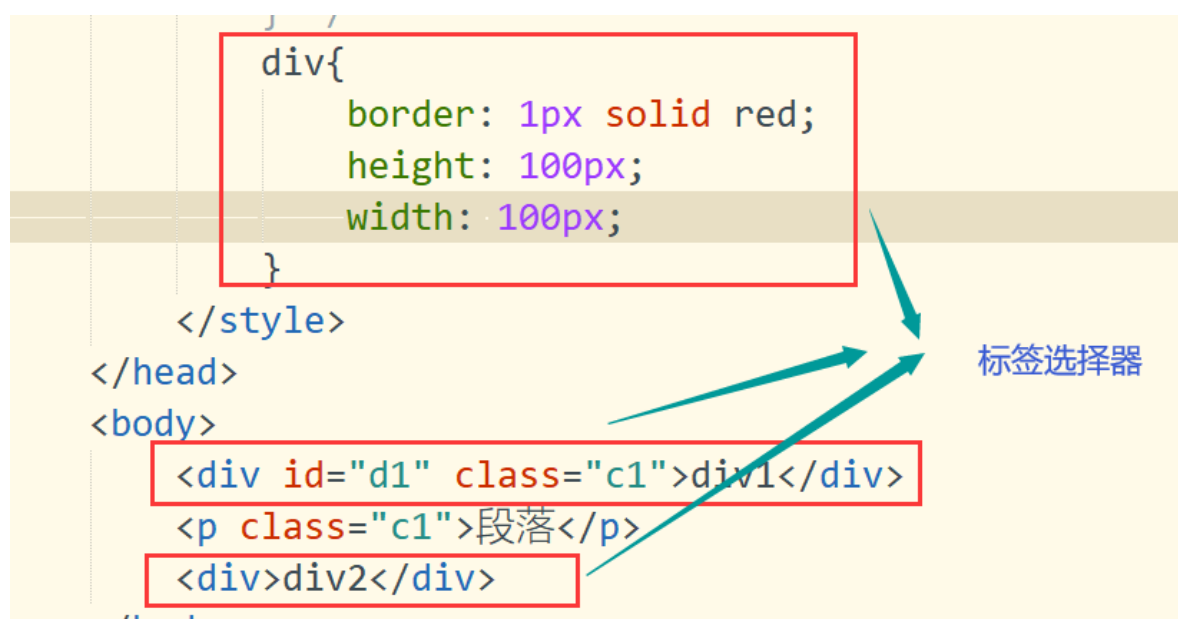 div{
border: 1px solid red;
height: 100px;
width: 100px;
}
</style>
</head>
<body>
标签选择器
<div id="d1" class="c1">div1</div>
<p class="c1">段落</p>
<div>div2</div>